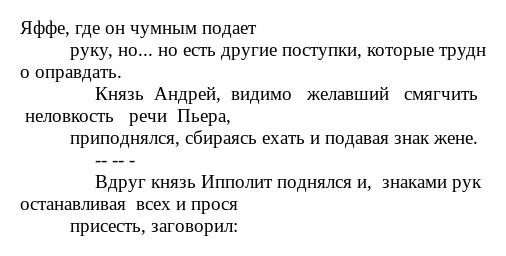 Яффе, где он чумным подает
руку, но... но есть другие поступки, которые трудн
о оправдать.
Князь Андрей, видимо желавший смягчить
неловкость речи Пьера,
приподнялся, сбираясь ехать и подавая знак жене.
-- -- -
Вдруг князь Ипполит поднялся и, знаками рук
останавливая всех и прося
присесть, заговорил: